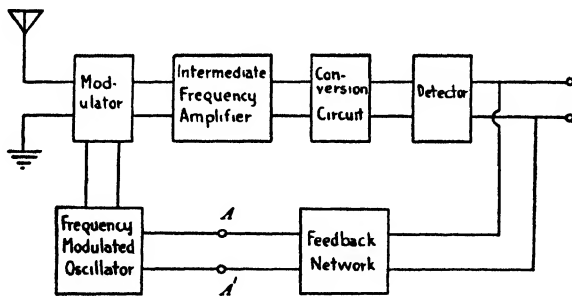 Mod-
ulator
Intermediate
Frequency
Amplifier
Con-
version
Circuit
Detector
Frequency
Modulated
Oscillator
A
A'
Feedback
Network